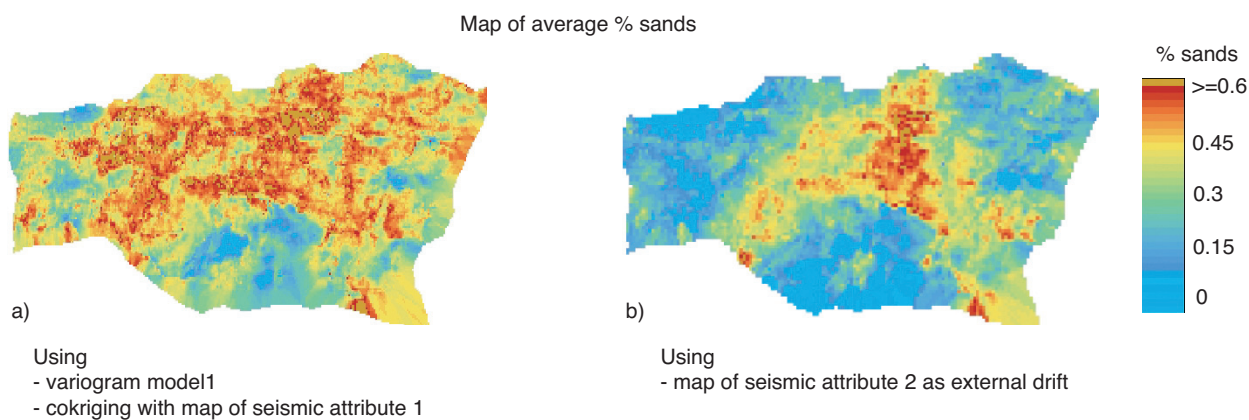 Map of average % sands
% sands
>=0.6
0.45
0.3
0.15
0
a)
b)
Using
- variogram model1
- cokriging with map of seismic attribute 1
Using
- map of seismic attribute 2 as external drift